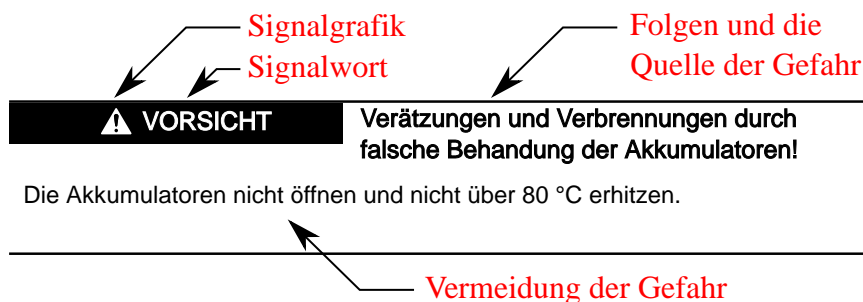 Signalgrafik
Signalwort
Folgen und die
Quelle der Gefahr
VORSICHT
Verätzungen und Verbrennungen durch
falsche Behandung der Akkumulatoren!
Die Akkumulatoren nicht öffnen und nicht über 80 °C erhitzen.
Vermeidung der Gefahr